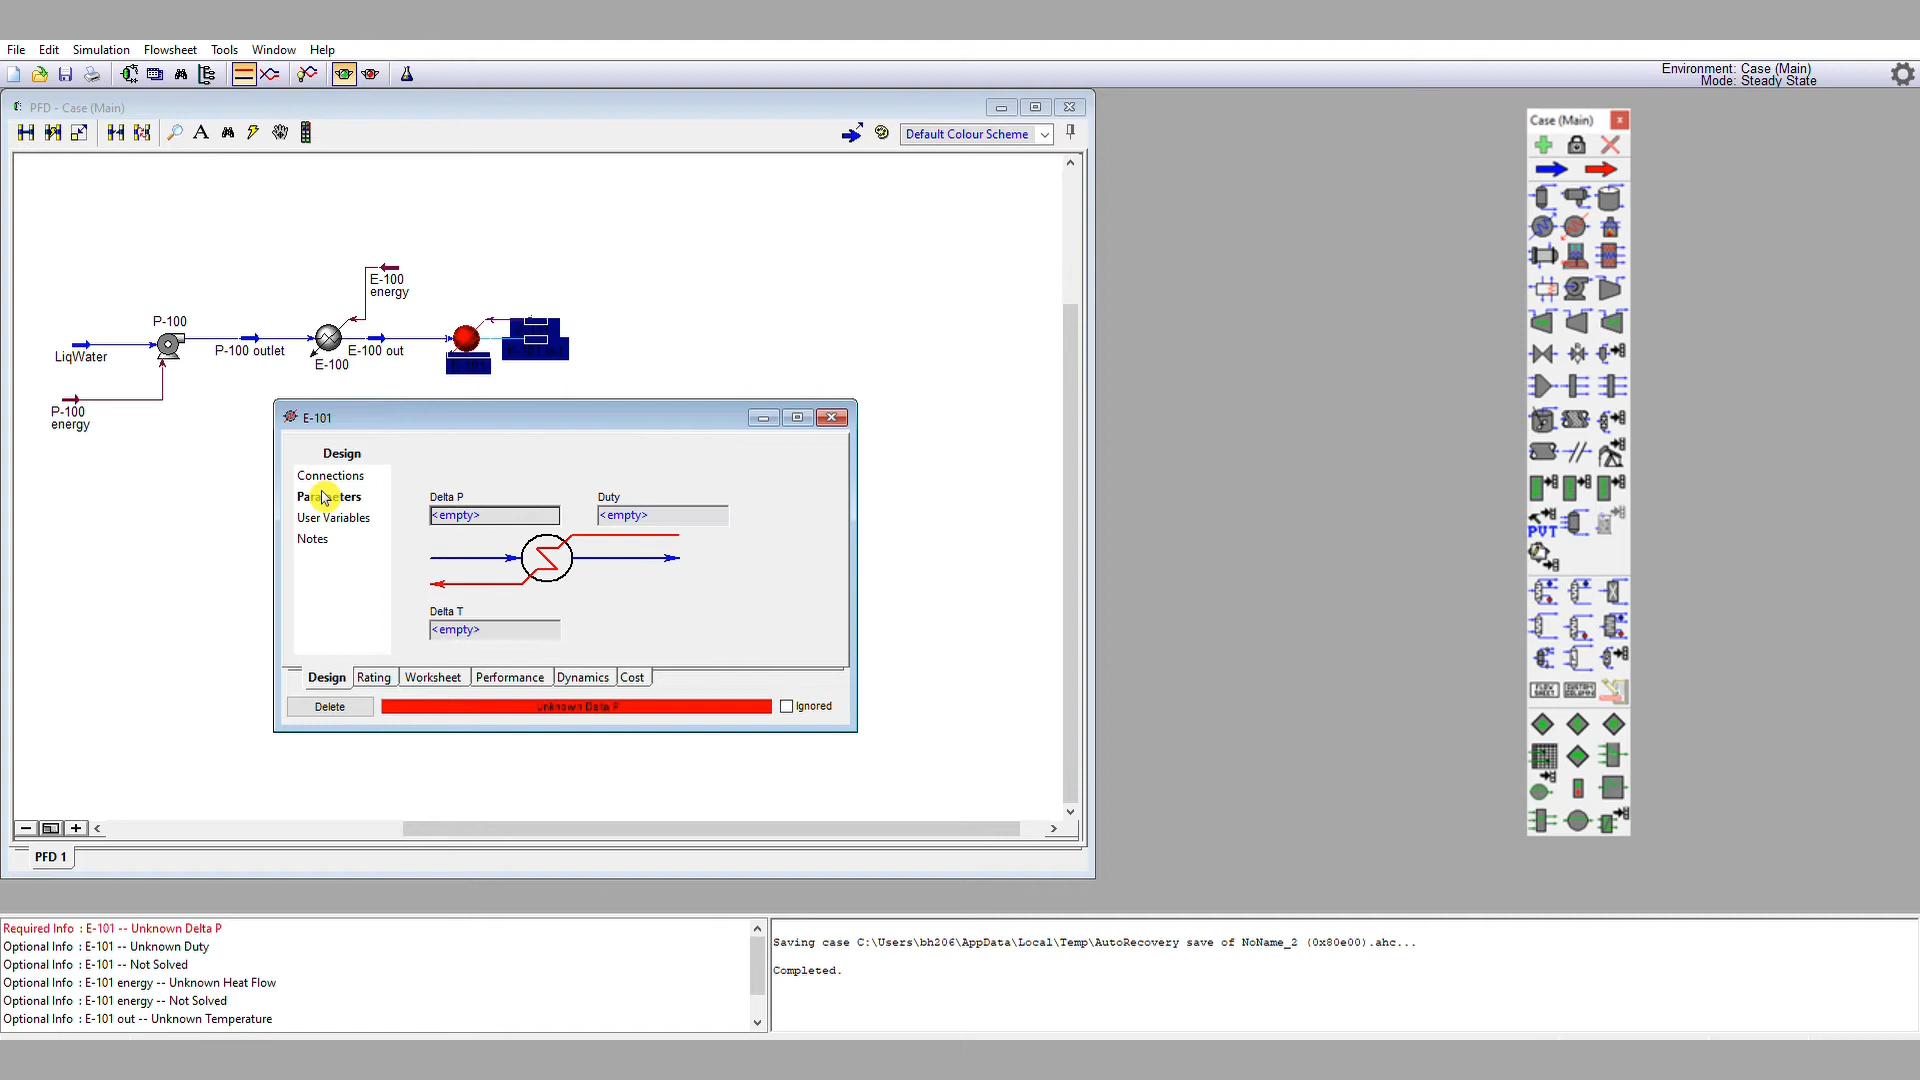 File Edit Simulation Flowsheet Tools Window Help
Environment: Case (Main)
Mode: Steady State
PFD - Case (Main)
A
Default Colour Scheme
Case (Main)
E-100
energy
P-100
LiqWater
P-100 outlet
E-100
E-100 out
P-100
energy
E-101
Design
Connections
Parameters
User Variables
Notes
Delta P
<empty>
Duty
<empty>
Delta T
<empty>
Design Rating Worksheet Performance Dynamics Cost
Delete
Unknown Delta P
Ignored
PVT
FLOW SHEET
CUSTOM COLUMN
PFD 1
Required Info : E-101 -- Unknown Delta P
Optional Info : E-101 -- Unknown Duty
Optional Info : E-101 -- Not Solved
Optional Info : E-101 energy -- Unknown Heat Flow
Optional Info : E-101 energy -- Not Solved
Optional Info : E-101 out -- Unknown Temperature
Saving case C:\Users\bh206\AppData\Local\Temp\AutoRecovery save of NoName_2 (0x80e00).ahc...
Completed.